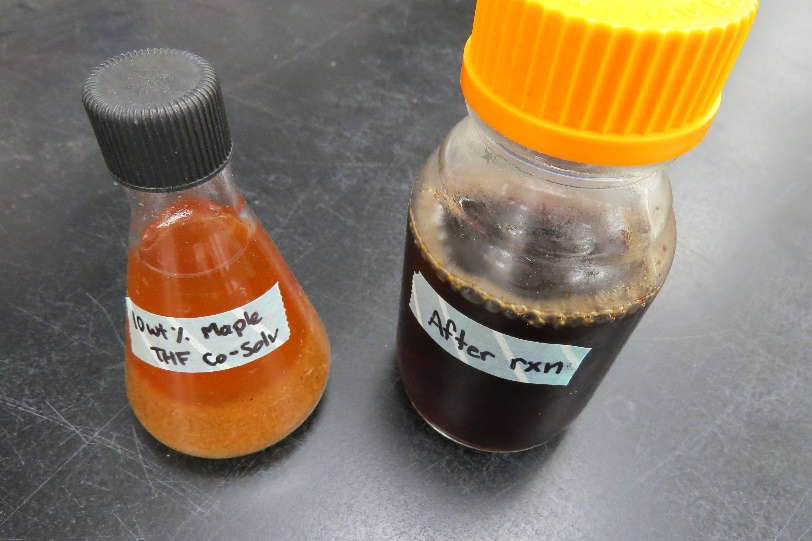 10wt% Maple
THF Co-Solv
After rxn